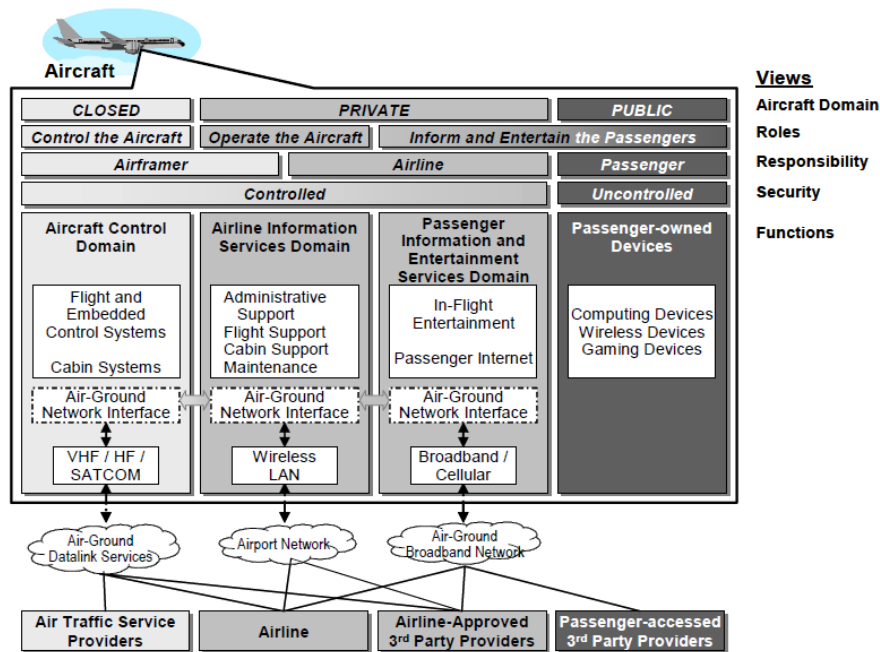 Aircraft
Views
CLOSED
PRIVATE
PUBLIC
Aircraft Domain
Control the Aircraft
Operate the Aircraft
Inform and Entertain the Passengers
Roles
Airframer
Airline
Passenger
Responsibility
Controlled
Uncontrolled
Security
Aircraft Control
Domain
Airline Information
Services Domain
Passenger
Information and
Entertainment
Services Domain
Passenger-owned
Devices
Functions
Flight and
Embedded
Control Systems
Cabin Systems
Administrative
Support
Flight Support
Cabin Support
Maintenance
In-Flight
Entertainment
Passenger Internet
Computing Devices
Wireless Devices
Gaming Devices
Air-Ground
Network Interface
Air-Ground
Network Interface
Air-Ground
Network Interface
VHF / HF /
SATCOM
Wireless
LAN
Broadband /
Cellular
Air-Ground
Datalink Services
Airport Network
Air-Ground
Broadband Network
Air Traffic Service
Providers
Airline
Airline-Approved
3rd Party Providers
Passenger-accessed
3rd Party Providers